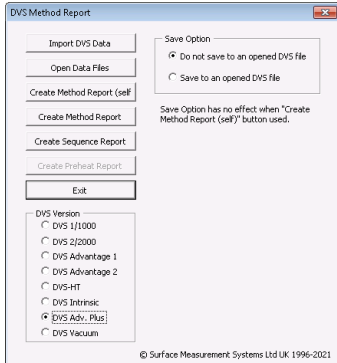 DVS Method Report
Import DVS Data
Open Data Files
Create Method Report (self
Create Method Report
Create Sequence Report
Create Preheat Report
Exit
Save Option
Do not save to an opened DVS file
Save to an opened DVS file
Save Option has no effect when "Create
Method Report (self)" button used.
DVS Version
DVS 1/1000
DVS 2/2000
DVS Advantage 1
DVS Advantage 2
DVS-HT
DVS Intrinsic
DVS Adv. Plus
DVS Vacuum
© Surface Measurement Systems Ltd UK 1996-2021